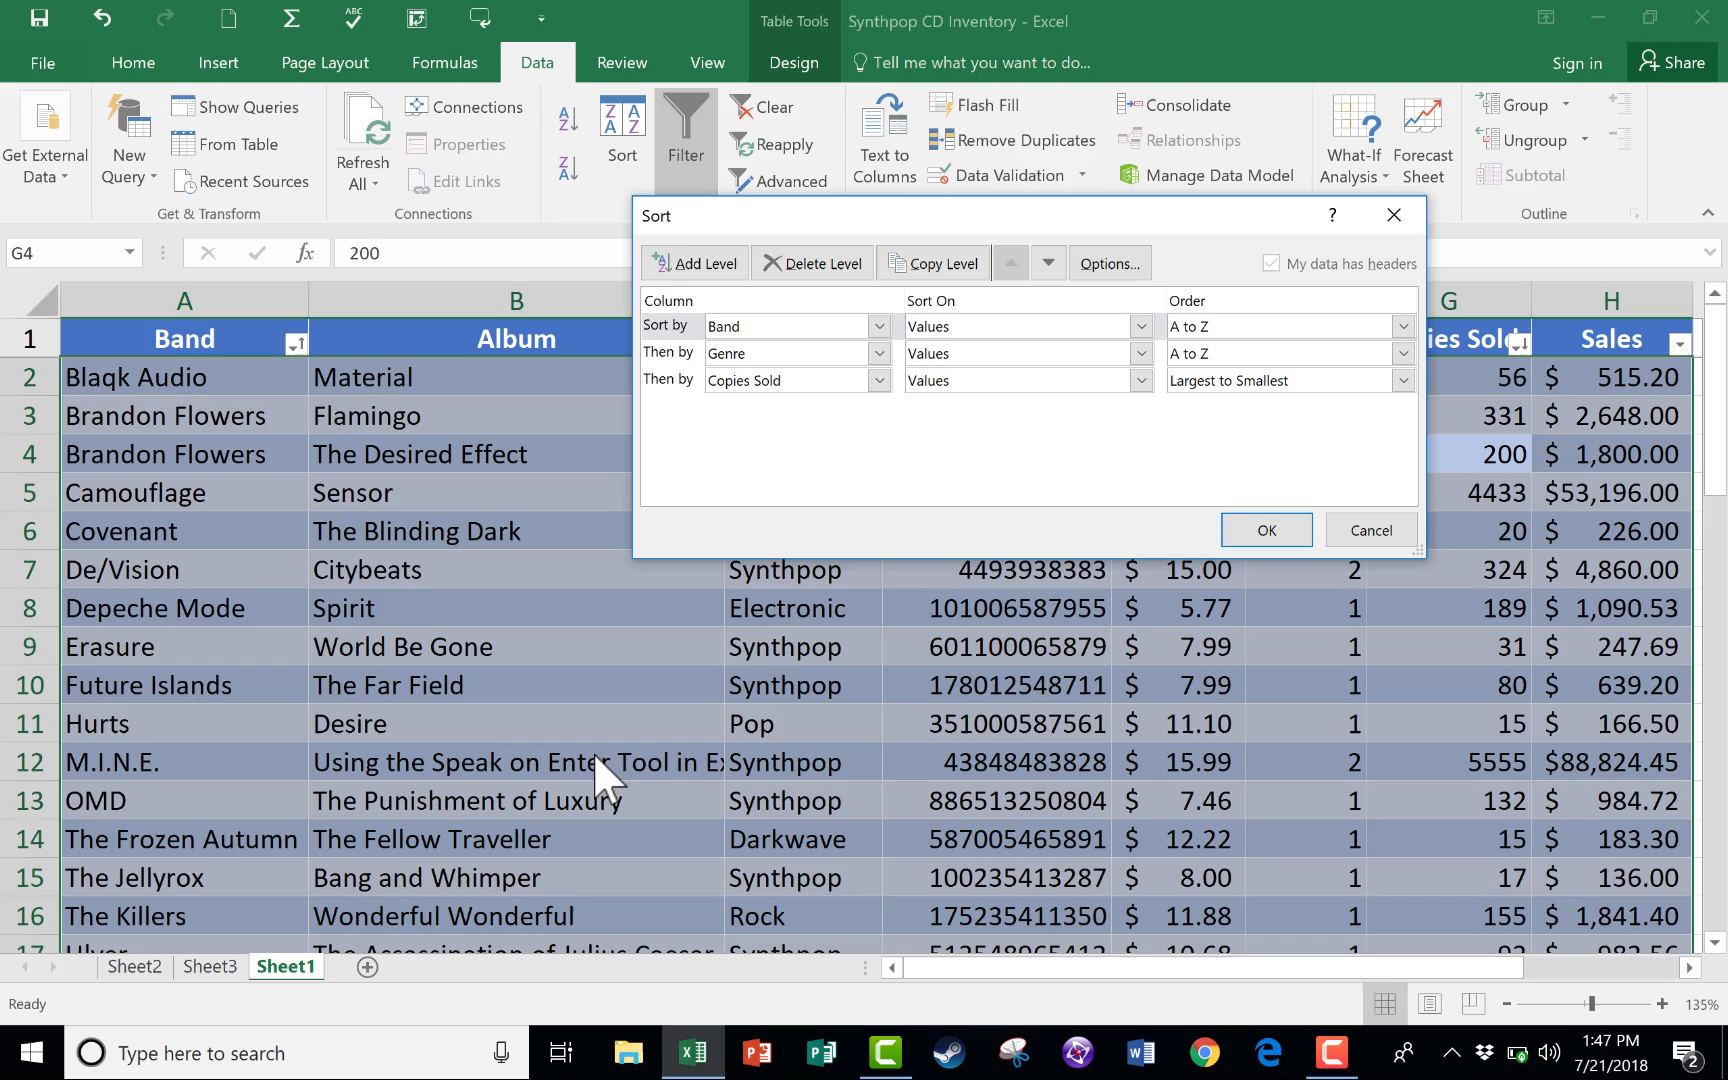 ABC
Table Tools
Synthpop CD Inventory - Excel
File
Home
Insert
Page Layout
Formulas
Data
Review
View
Design
Tell me what you want to do...
Sign in
Share
Get External Data
New Query
Show Queries
From Table
Recent Sources
Get & Transform
Refresh All
Connections
Properties
Edit Links
Connections
A Z
Z A
Z A A Z
Sort
Filter
Clear
Reapply
Advanced
Text to Columns
Flash Fill
Remove Duplicates
Data Validation
Consolidate
Relationships
Manage Data Model
What-If Analysis
Forecast Sheet
Group
Ungroup
Subtotal
Outline
G4
fx
200
Sort
?
Add Level
Delete Level
Copy Level
Options...
My data has headers
Column Sort On Order
Sort by Band Values A to Z
Then by Genre Values A to Z
Then by Copies Sold Values Largest to Smallest
OK
Cancel
A B G H
1 Band Album ies Sold Sales
2 Blaqk Audio Material 56 $ 515.20
3 Brandon Flowers Flamingo 331 $ 2,648.00
4 Brandon Flowers The Desired Effect 200 $ 1,800.00
5 Camouflage Sensor 4433 $53,196.00
6 Covenant The Blinding Dark 20 $ 226.00
7 De/Vision Citybeats Synthpop 4493938383 $ 15.00 2 324 $ 4,860.00
8 Depeche Mode Spirit Electronic 101006587955 $ 5.77 1 189 $ 1,090.53
9 Erasure World Be Gone Synthpop 601100065879 $ 7.99 1 31 $ 247.69
10 Future Islands The Far Field Synthpop 178012548711 $ 7.99 1 80 $ 639.20
11 Hurts Desire Pop 351000587561 $ 11.10 1 15 $ 166.50
12 M.I.N.E. Using the Speak on Enter Tool in Ex Synthpop 43848483828 $ 15.99 2 5555 $88,824.45
13 OMD The Punishment of Luxury Synthpop 886513250804 $ 7.46 1 132 $ 984.72
14 The Frozen Autumn The Fellow Traveller Darkwave 587005465891 $ 12.22 1 15 $ 183.30
15 The Jellyrox Bang and Whimper Synthpop 100235413287 $ 8.00 1 17 $ 136.00
16 The Killers Wonderful Wonderful Rock 175235411350 $ 11.88 1 155 $ 1,841.40
17 Ulver The Assassination of Julius Caesar Synthpop
Sheet2
Sheet3
Sheet1
Ready
135%
Type here to search
1:47 PM
7/21/2018
2